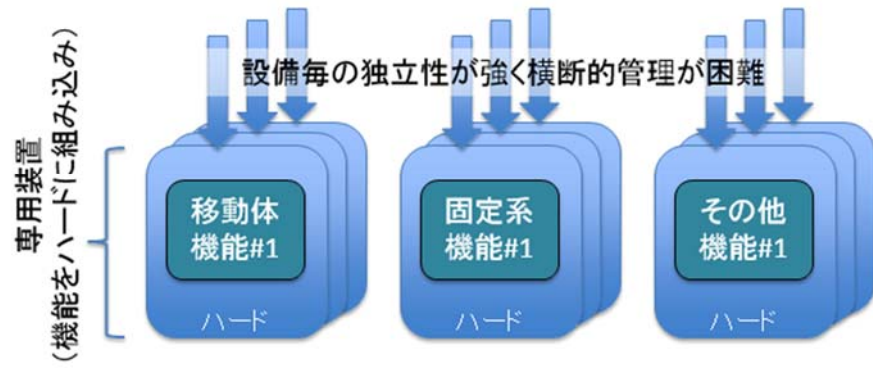 設備毎の独立性が強く横断的管理が困難
専用装置
(機能をハードに組み込み)
移動体
機能#1
ハード
固定系
機能#1
ハード
その他
機能#1
ハード